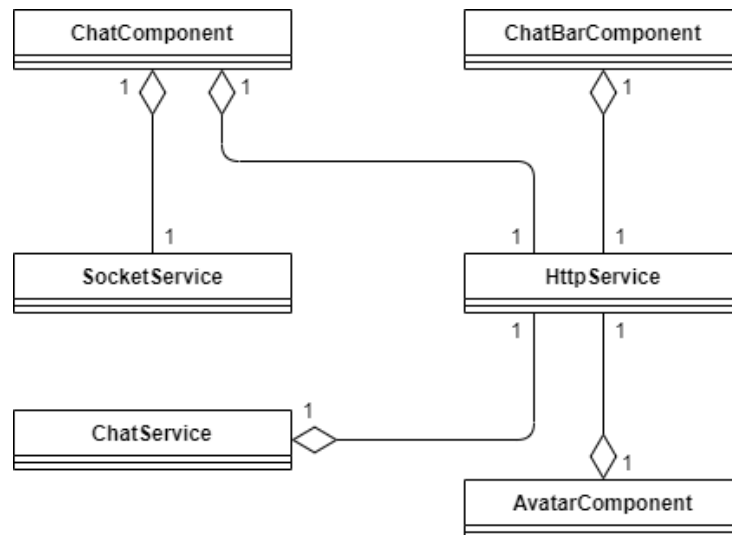 ChatComponent
ChatBarComponent
1
1
1
1
1
1
SocketService
HttpService
1
1
1
ChatService
1
AvatarComponent